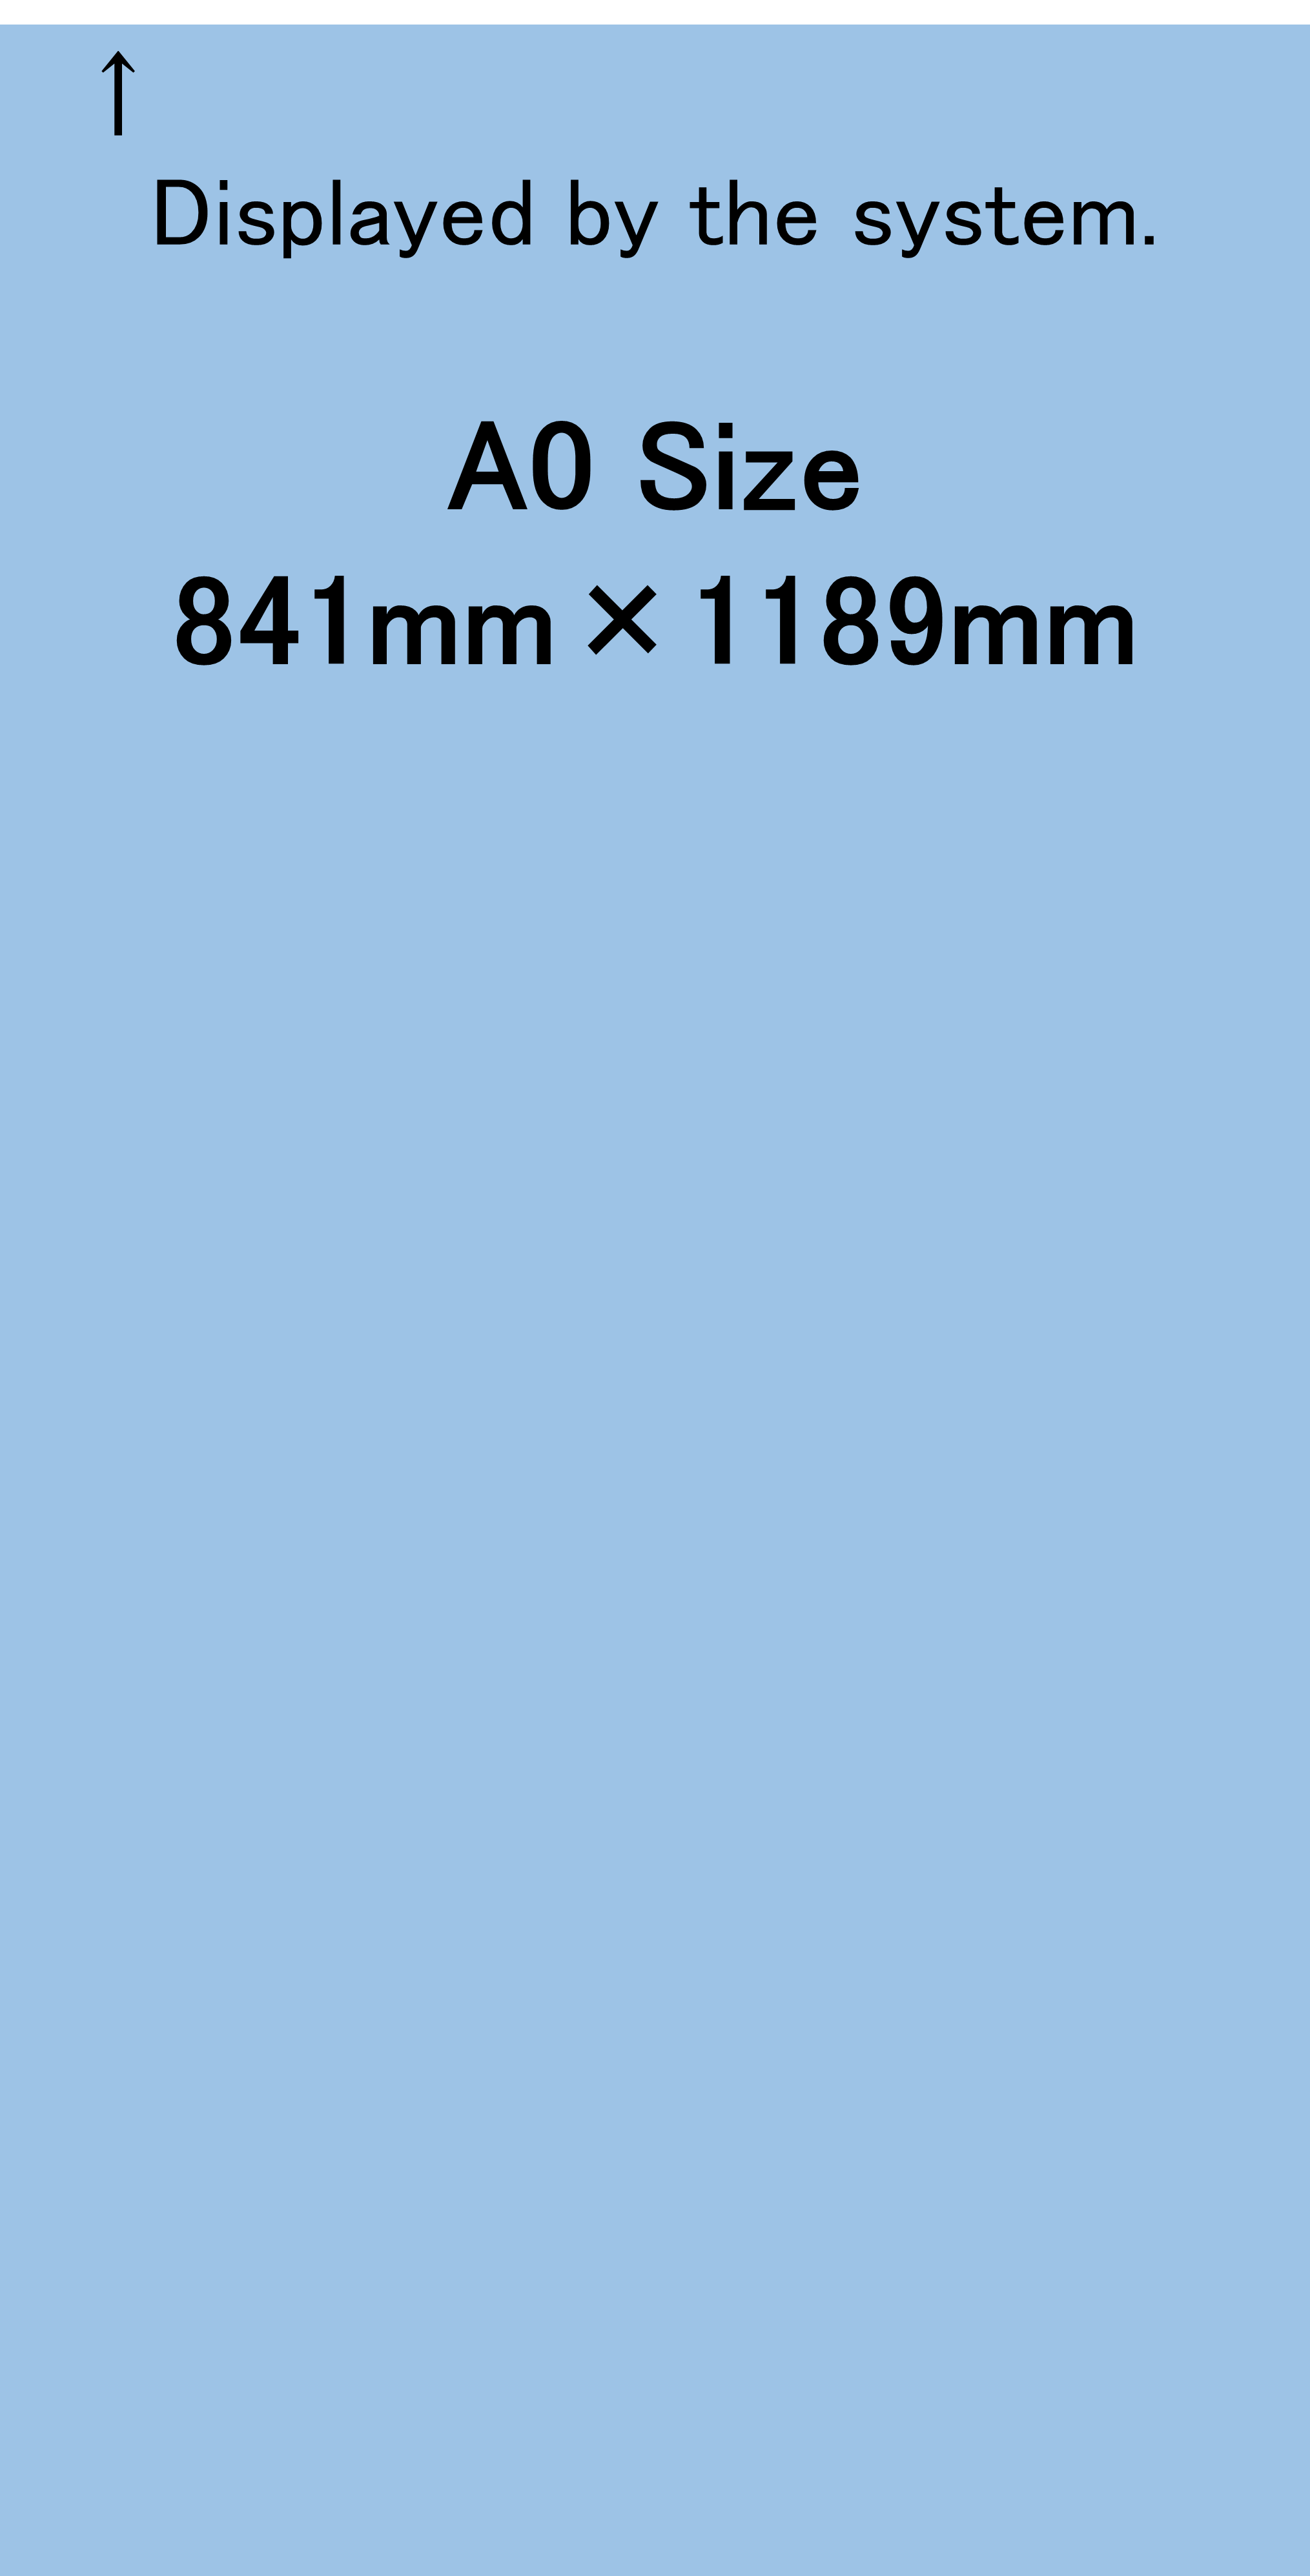 ↑
Displayed by the system.
A0 Size
841mm×1189mm